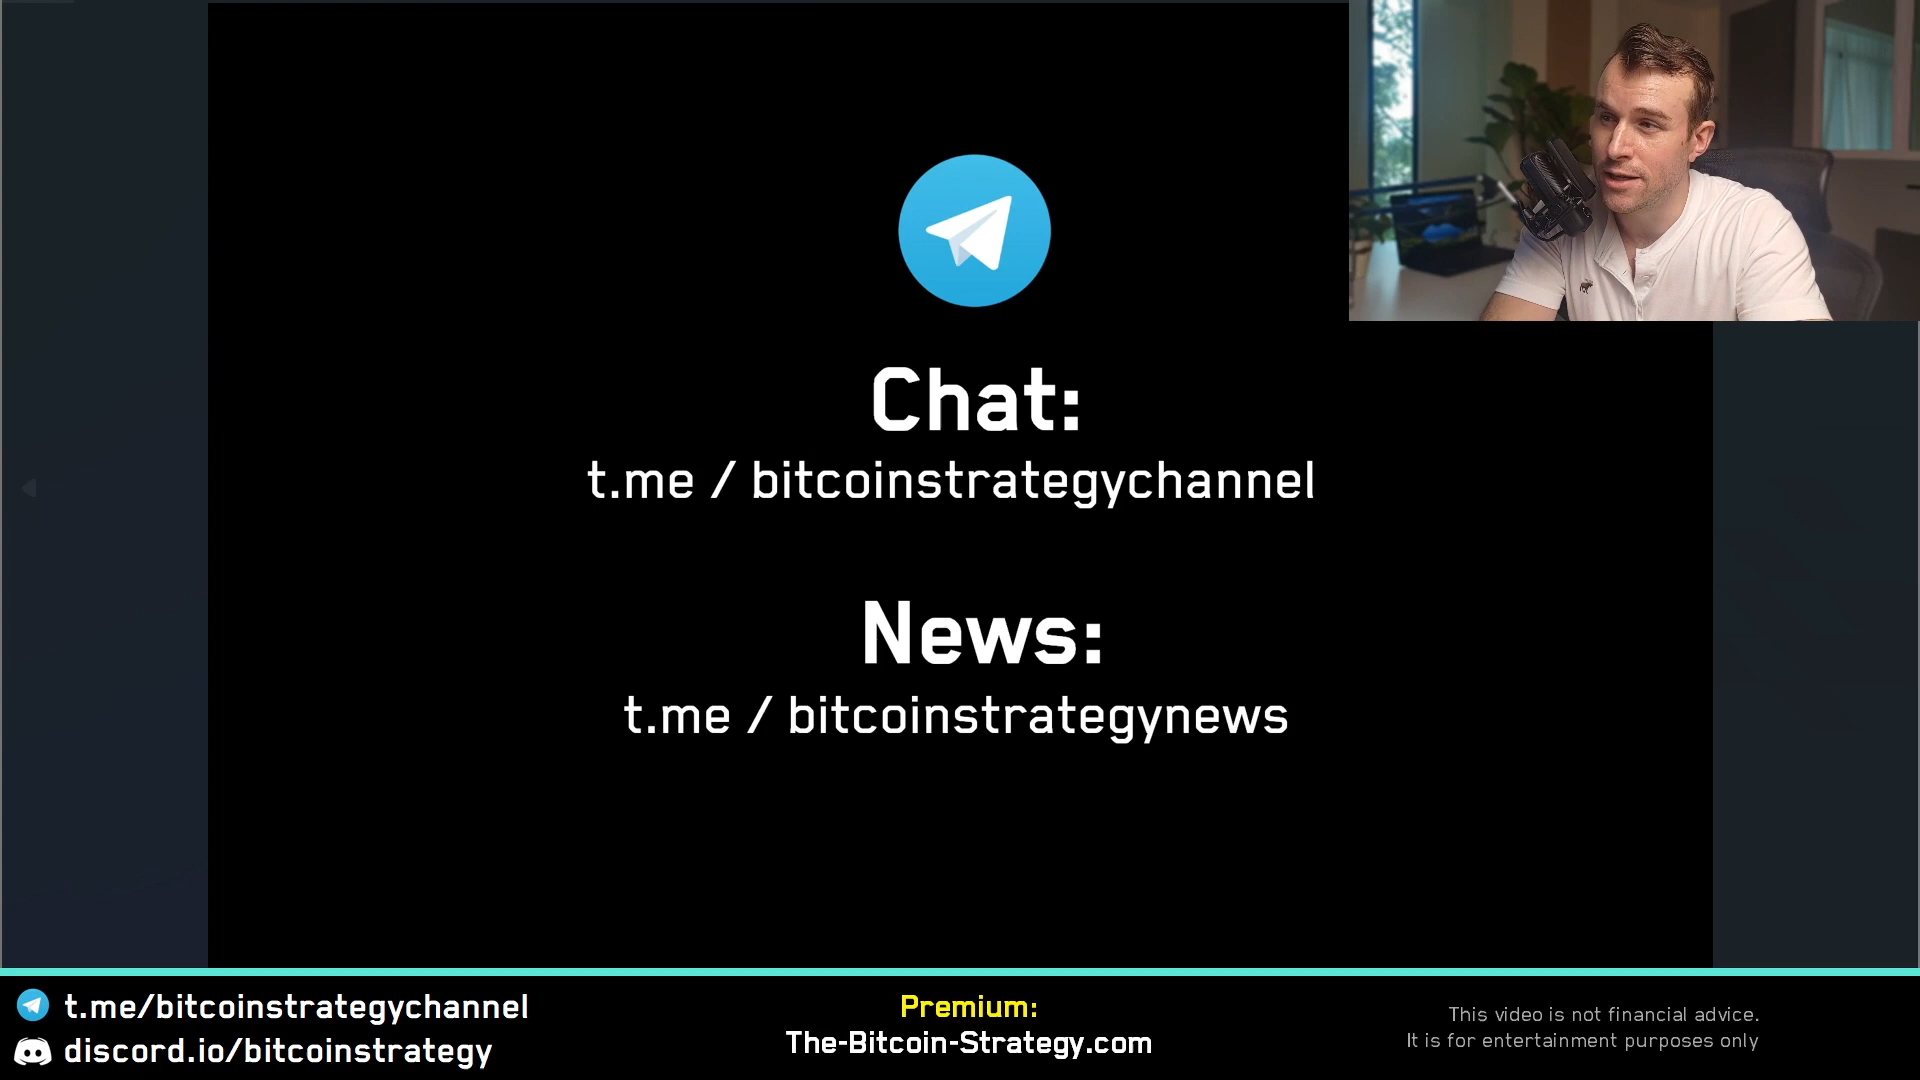 Chat:
t.me / bitcoinstrategychannel
News:
t.me / bitcoinstrategynews
t.me/bitcoinstrategychannel
discord.io/bitcoinstrategy
Premium:
The-Bitcoin-Strategy.com
This video is not financial advice.
It is for entertainment purposes only